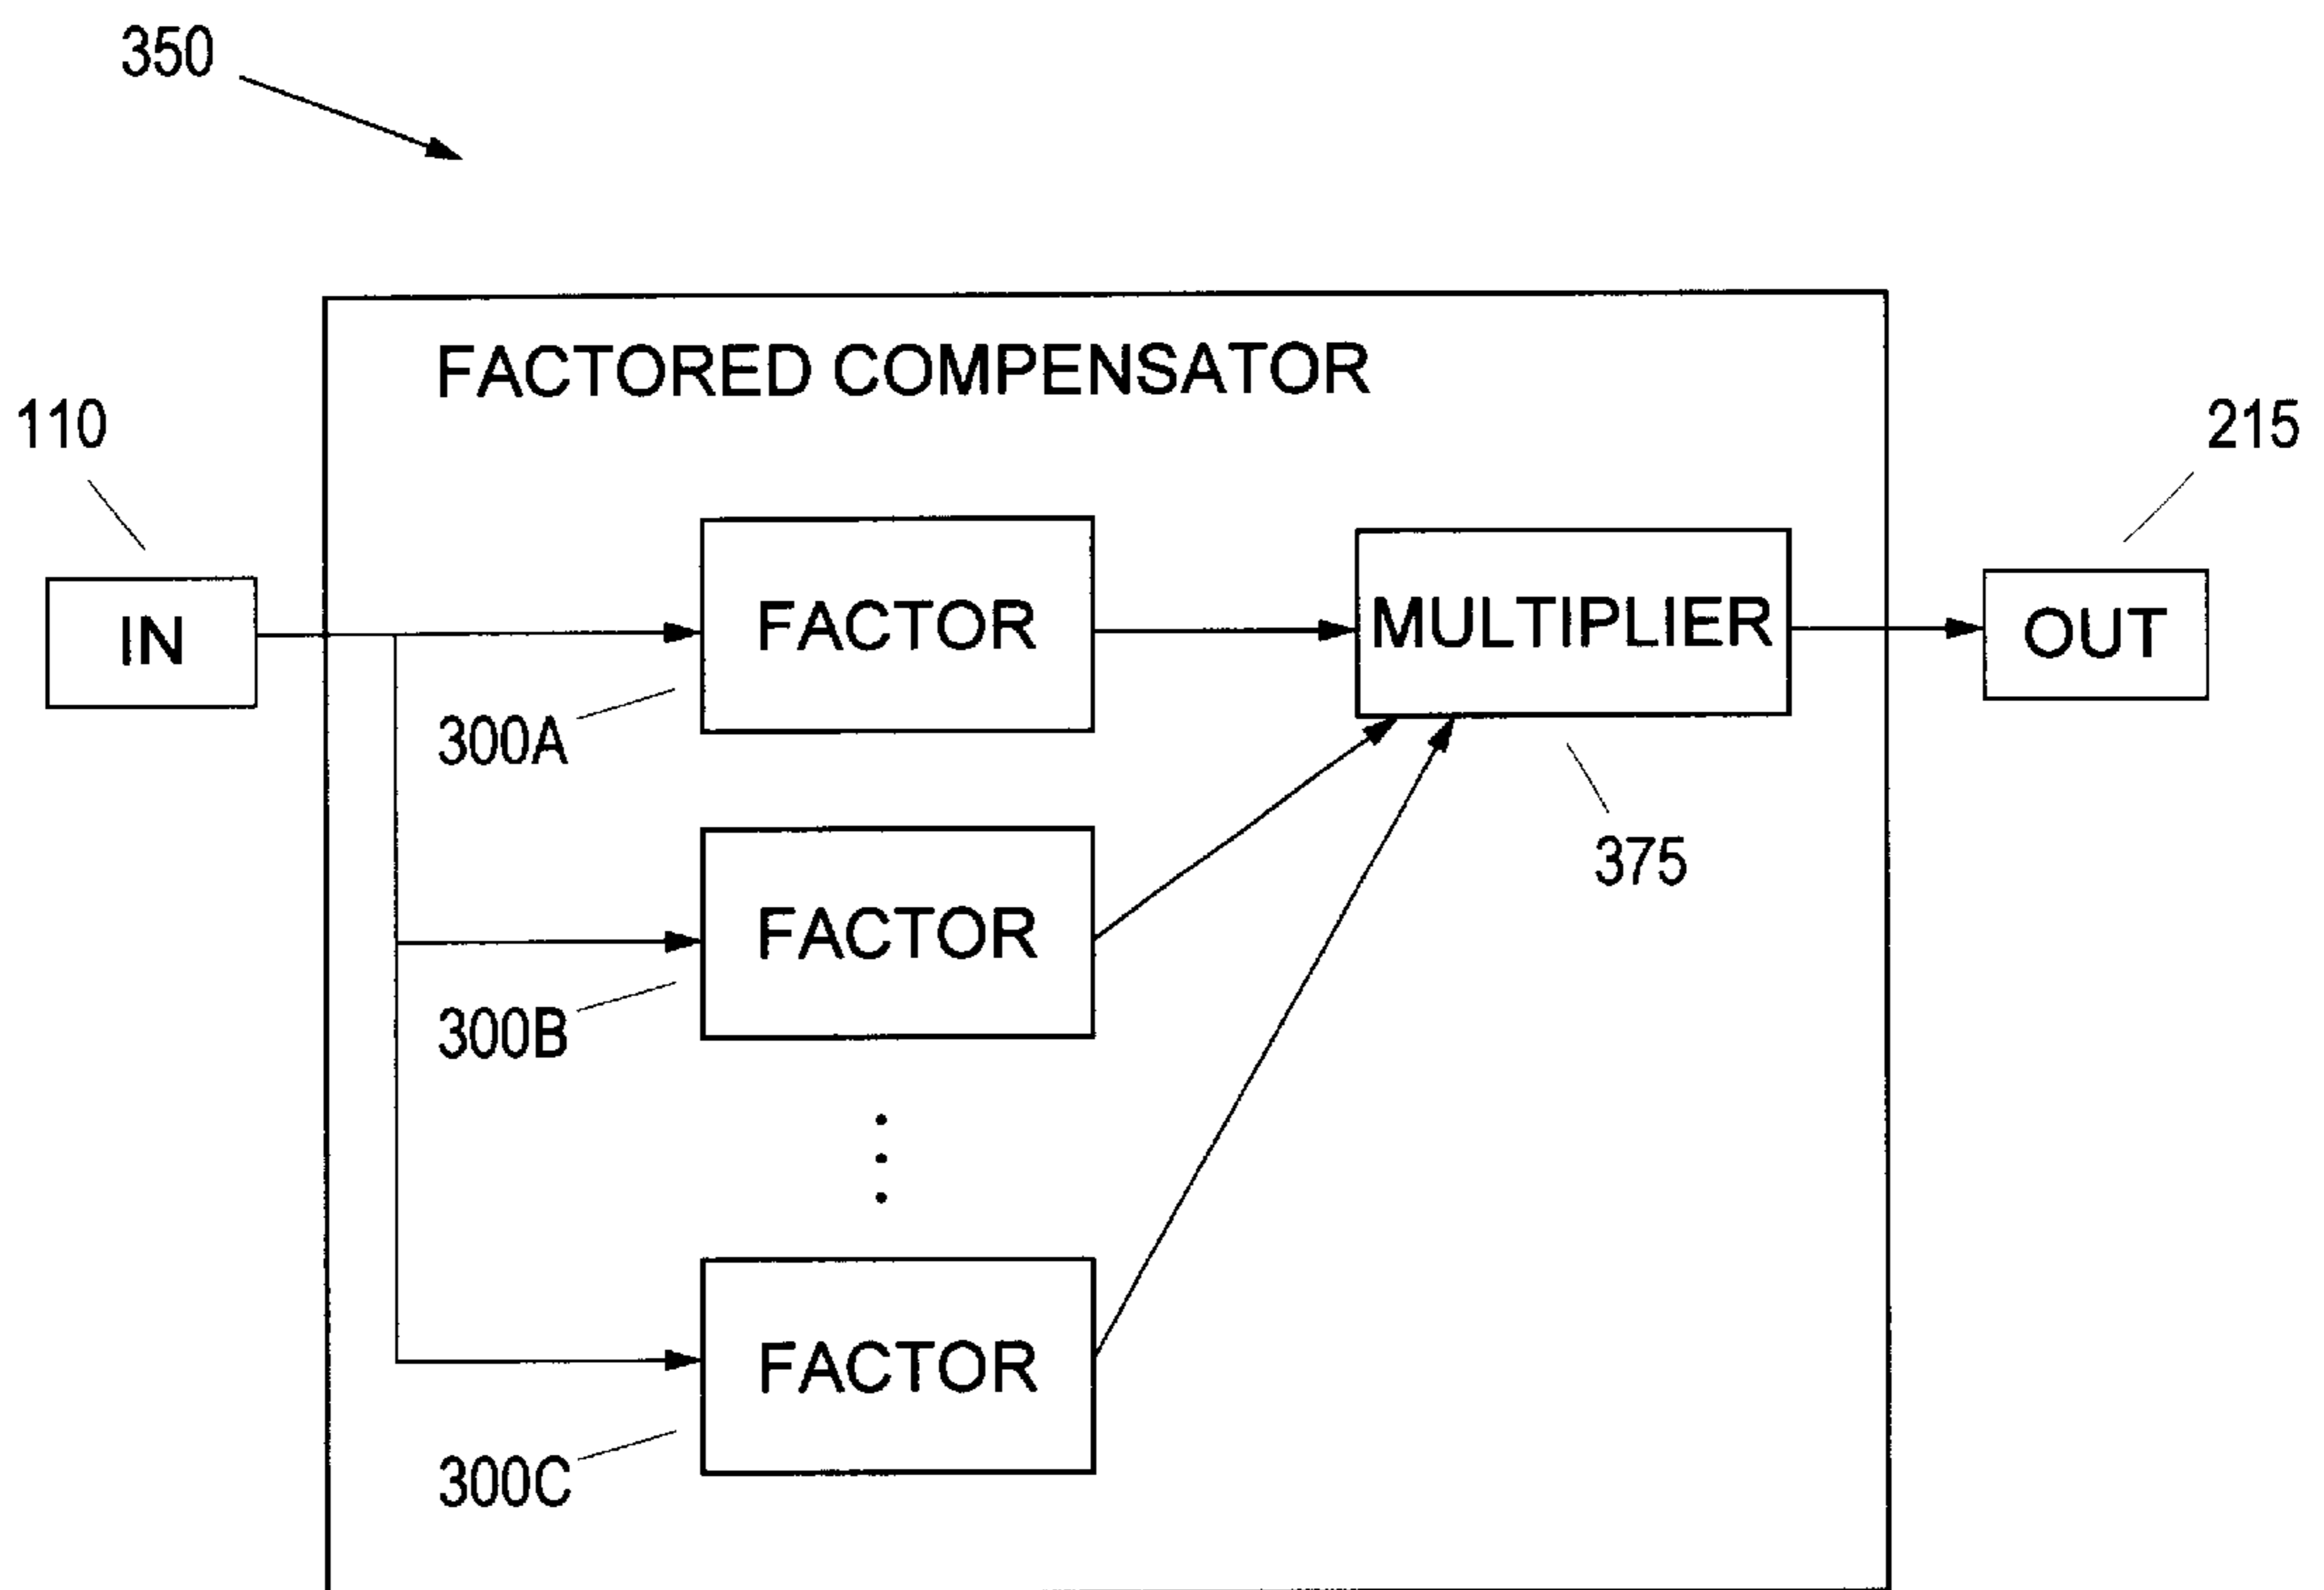 350
FACTORED COMPENSATOR
110
215
IN
FACTOR
MULTIPLIER
OUT
300A
375
FACTOR
300B
FACTOR
300C